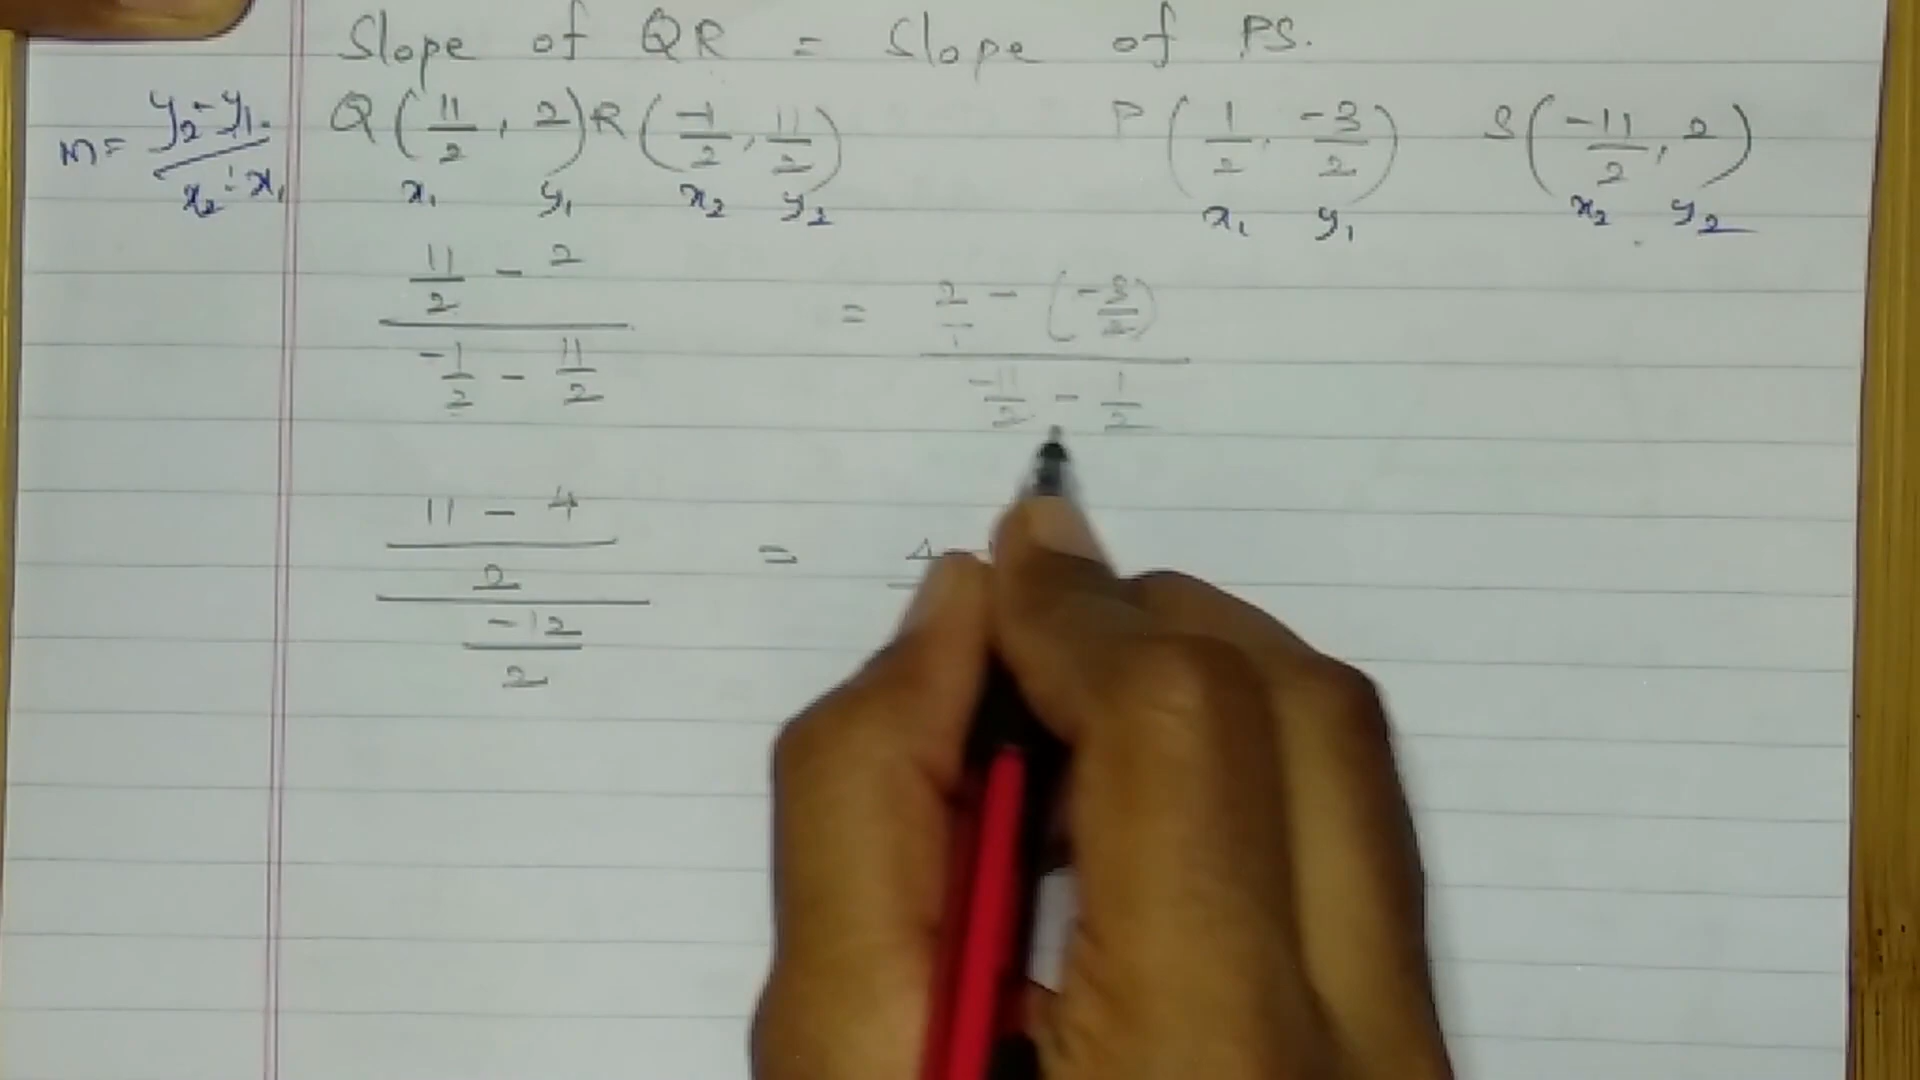 Slope of QR = Slope of PS.
m = y₂ - y₁ / x₂ - x₁
Q (11/2, 2) R (-1/2, 11/2) P (1/2, -3/2) S (-11/2, 2)
x₁ y₁ x₂ y₂ x₁ y₁ x₂ y₂
11/2 - 2 = 2/1 - (-3/2)
-1/2 - 11/2 -11/2 - 1/2
11 - 4 = 4
2
-12
2